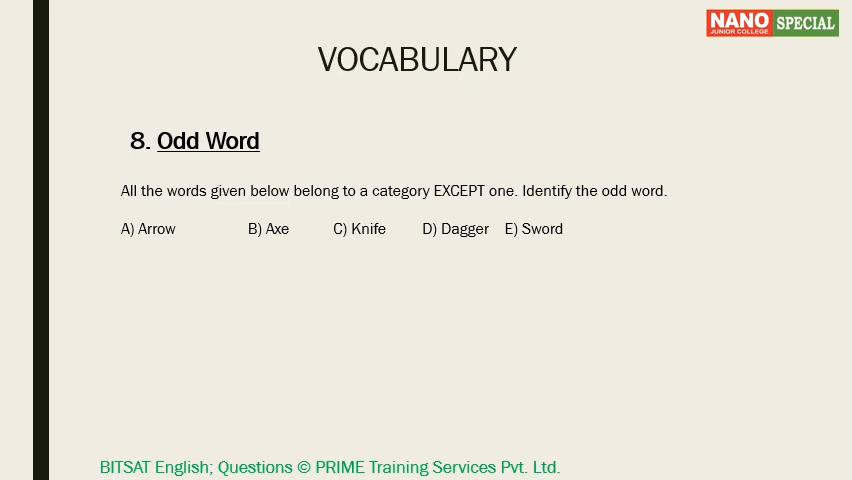 NANO SPECIAL
JUNIOR COLLEGE
VOCABULARY
8. Odd Word
All the words given below belong to a category EXCEPT one. Identify the odd word.
A) Arrow B) Axe C) Knife D) Dagger E) Sword
BITSAT English; Questions © PRIME Training Services Pvt. Ltd.